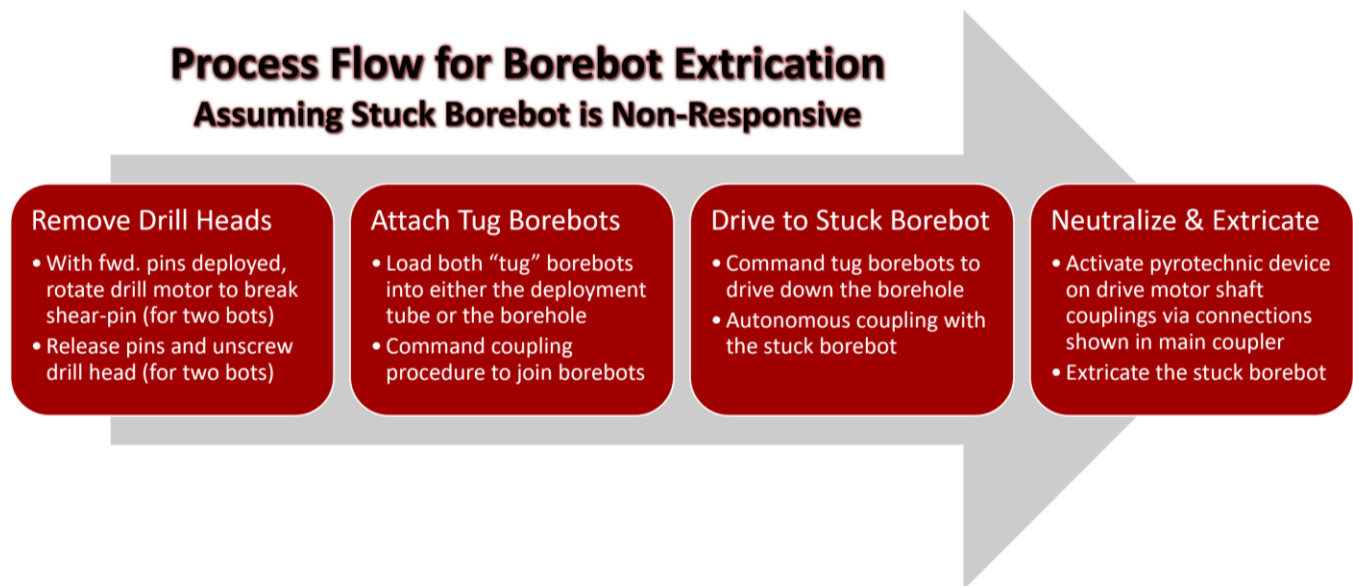 Process Flow for Borebot Extrication
Assuming Stuck Borebot is Non-Responsive
Remove Drill Heads
• With fwd. pins deployed,
rotate drill motor to break
shear-pin (for two bots)
• Release pins and unscrew
drill head (for two bots)
Attach Tug Borebots
• Load both “tug” borebots
into either the deployment
tube or the borehole
• Command coupling
procedure to join borebots
Drive to Stuck Borebot
• Command tug borebots to
drive down the borehole
• Autonomous coupling with
the stuck borebot
Neutralize & Extricate
• Activate pyrotechnic device
on drive motor shaft
couplings via connections
shown in main coupler
• Extricate the stuck borebot